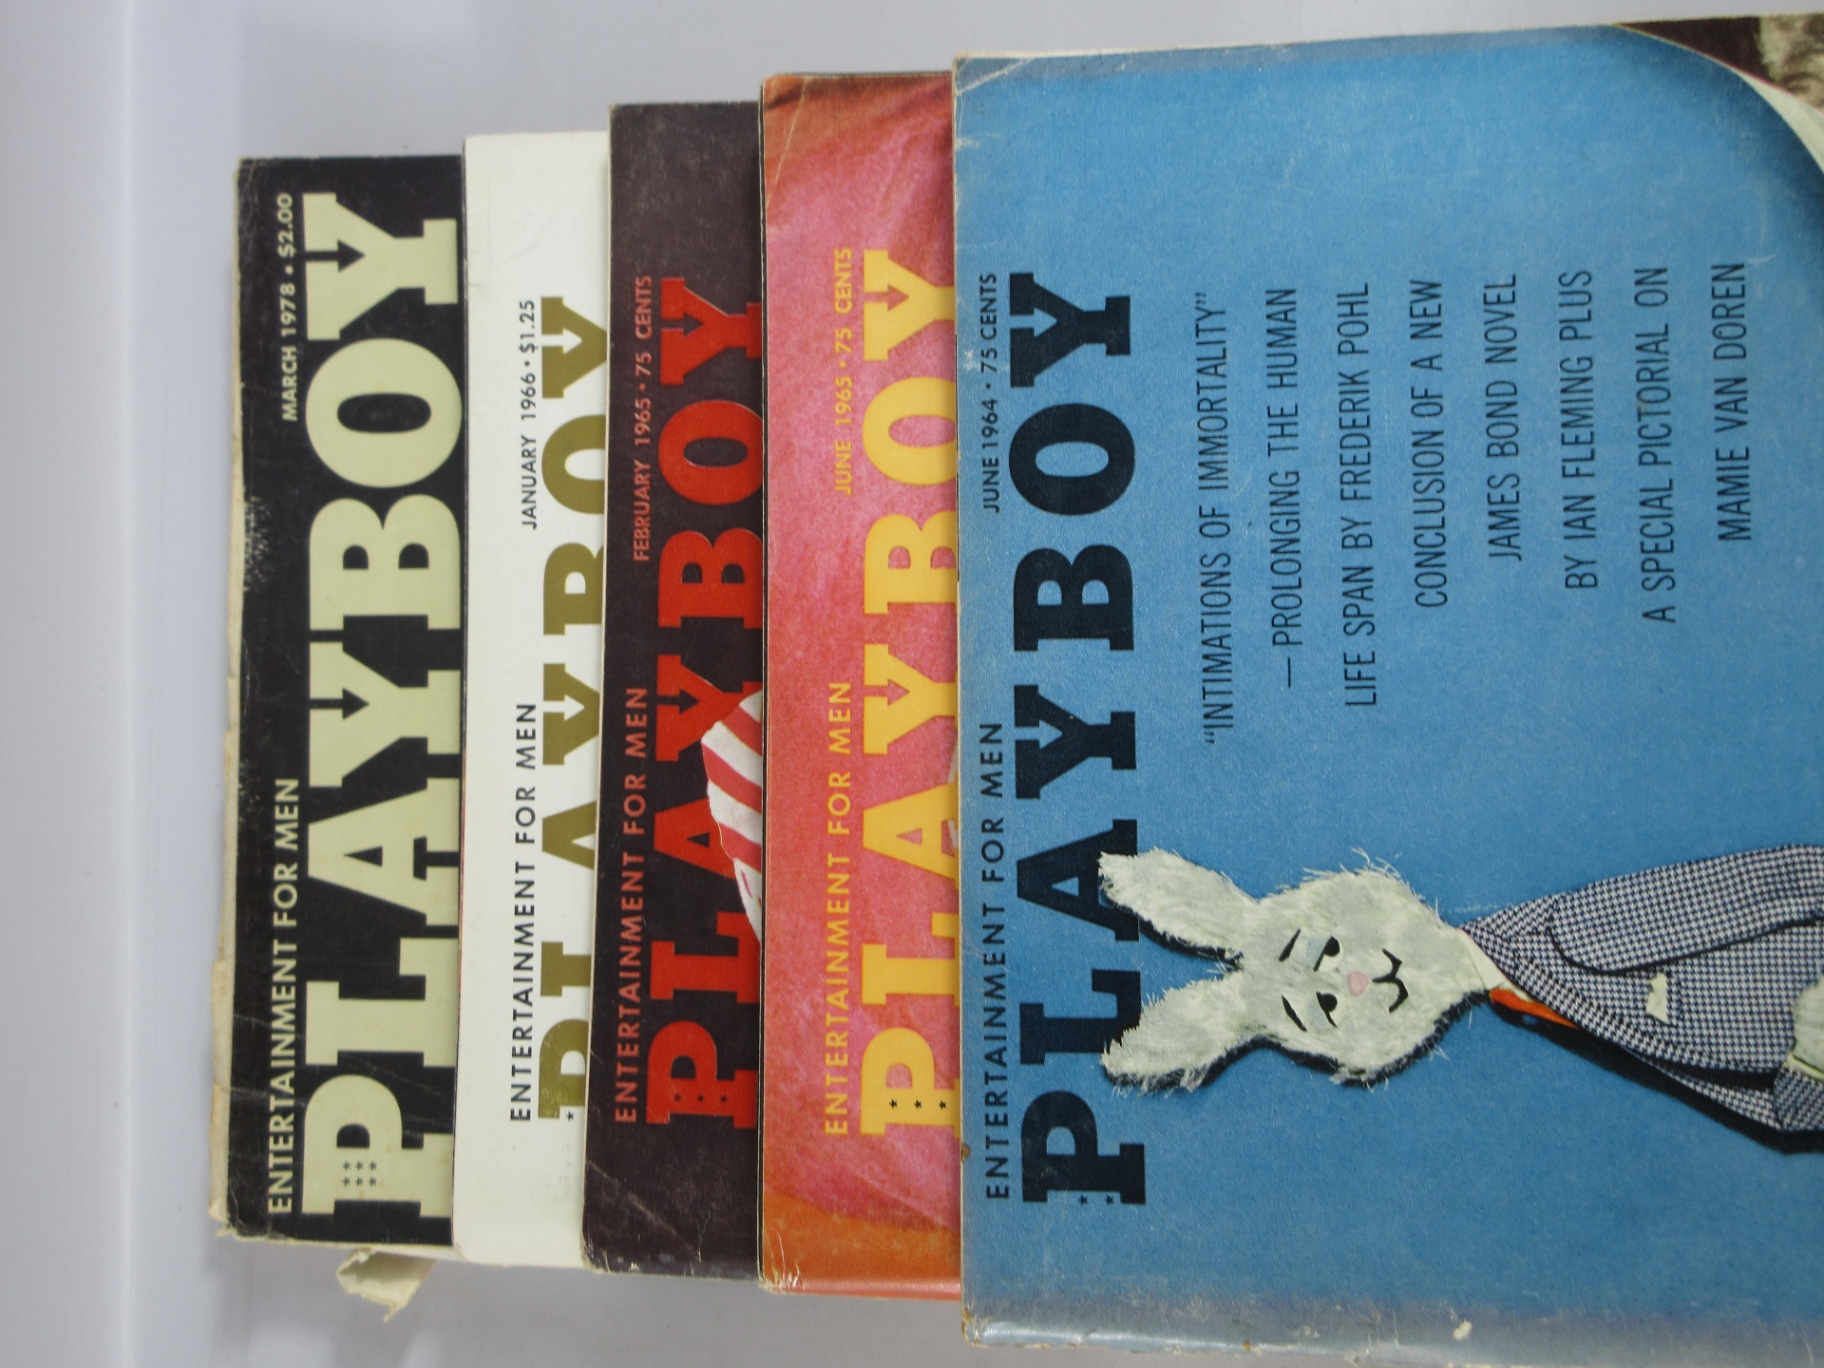 MARCH 1978 • $2.00
ENTERTAINMENT FOR MEN
PLAYBOY
JANUARY 1966 • $1.25
ENTERTAINMENT FOR MEN
PLAYBOY
FEBRUARY 1965 • 75 CENTS
ENTERTAINMENT FOR MEN
PLAYBOY
JUNE 1965 • 75 CENTS
ENTERTAINMENT FOR MEN
PLAYBOY
JUNE 1964 • 75 CENTS
ENTERTAINMENT FOR MEN
PLAYBOY
“INTIMATIONS OF IMMORTALITY”
—PROLONGING THE HUMAN
LIFE SPAN BY FREDERIK POHL
CONCLUSION OF A NEW
JAMES BOND NOVEL
BY IAN FLEMING PLUS
A SPECIAL PICTORIAL ON
MAMIE VAN DOREN